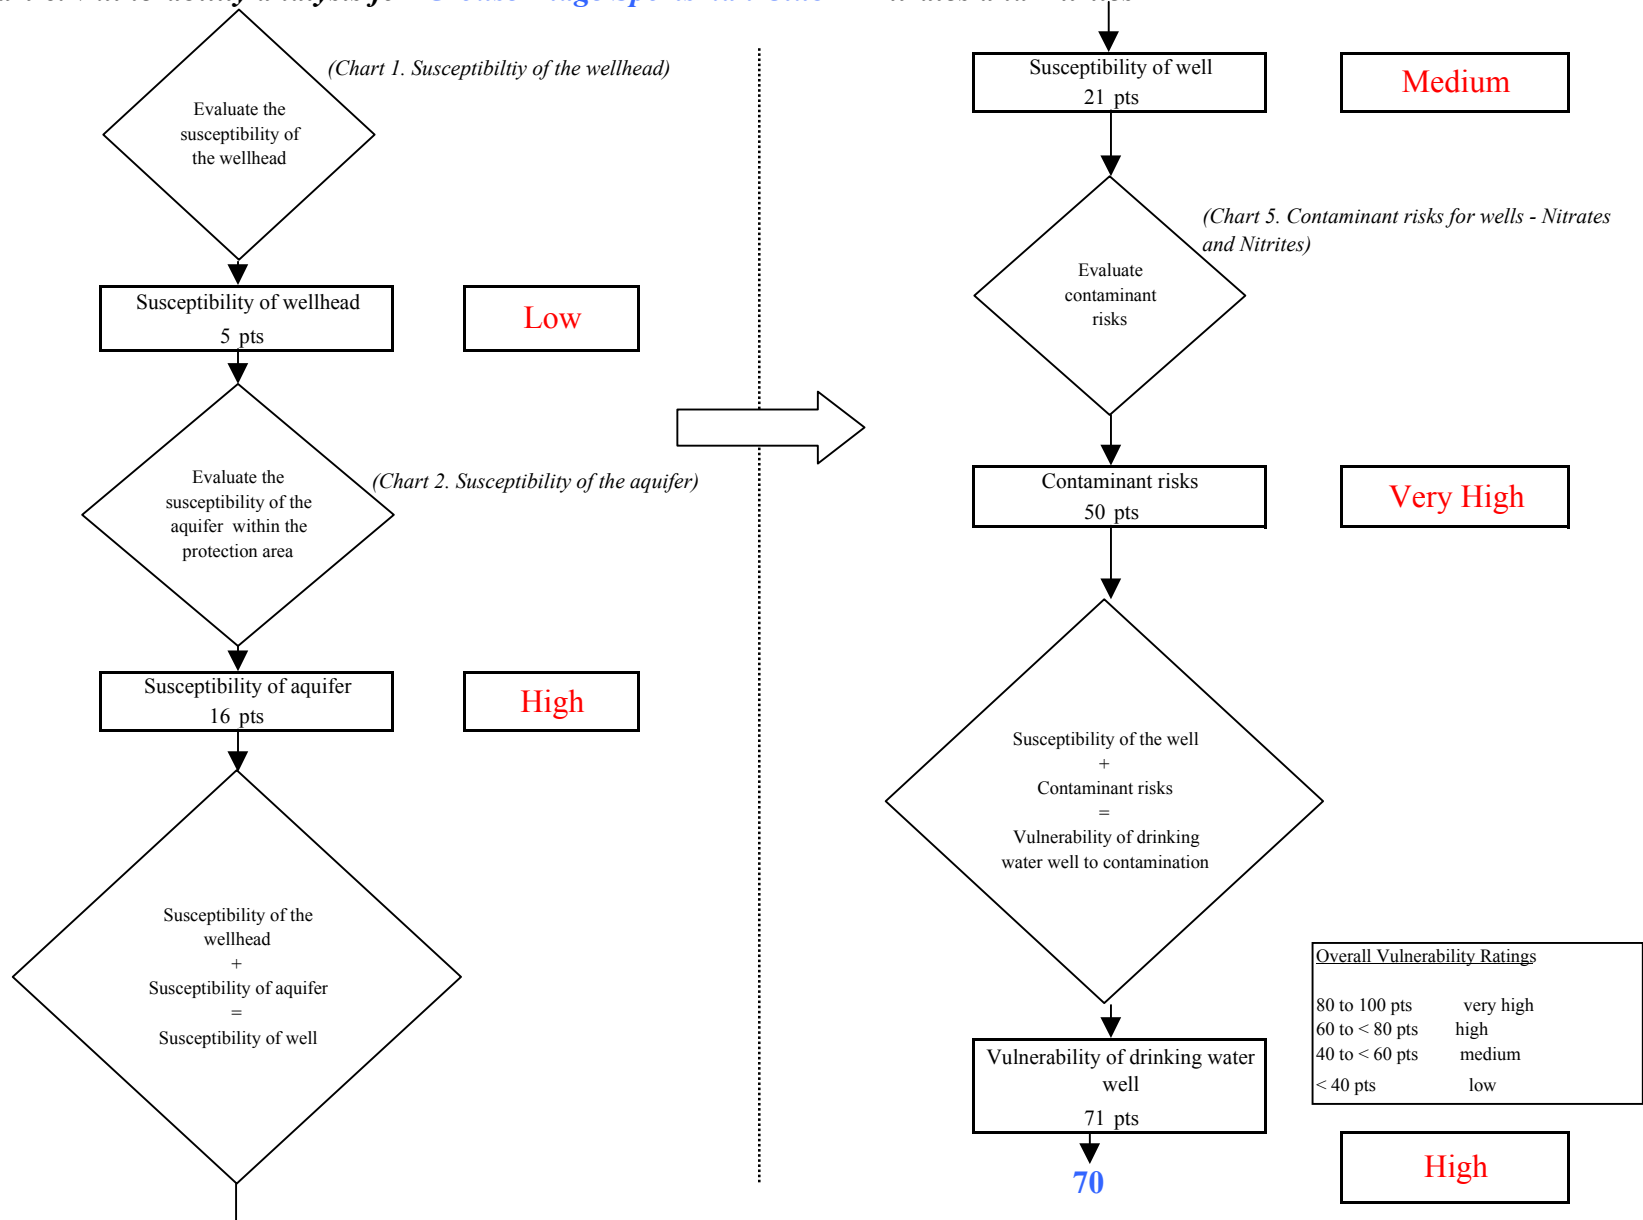 (Chart 1. Susceptibiltiy of the wellhead)
Evaluate the
susceptibility of
the wellhead
Susceptibility of wellhead
5 pts
Low
Evaluate the
susceptibility of the
aquifer within the
protection area
(Chart 2. Susceptibility of the aquifer)
Susceptibility of aquifer
16 pts
High
Susceptibility of the
wellhead
+
Susceptibility of aquifer
=
Susceptibility of well
Susceptibility of well
21 pts
Medium
(Chart 5. Contaminant risks for wells - Nitrates
and Nitrites)
Evaluate
contaminant
risks
Contaminant risks
50 pts
Very High
Susceptibility of the well
+
Contaminant risks
=
Vulnerability of drinking
water well to contamination
Overall Vulnerability Ratings
80 to 100 pts very high
60 to < 80 pts high
40 to < 60 pts medium
< 40 pts low
Vulnerability of drinking water
well
71 pts
70
High